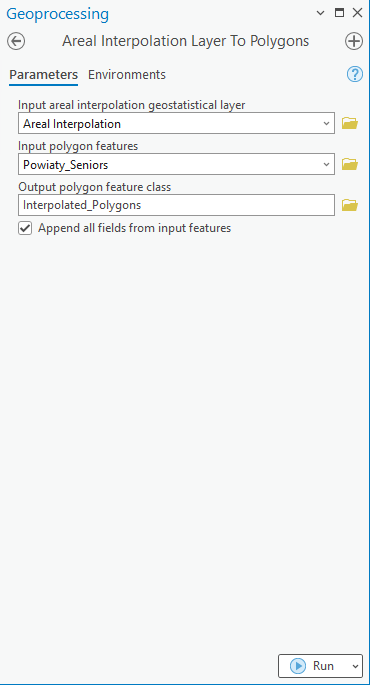 Geoprocessing
Areal Interpolation Layer To Polygons
Parameters Environments
Input areal interpolation geostatistical layer
Areal Interpolation
Input polygon features
Powiaty_Seniors
Output polygon feature class
Interpolated_Polygons
Append all fields from input features
Run